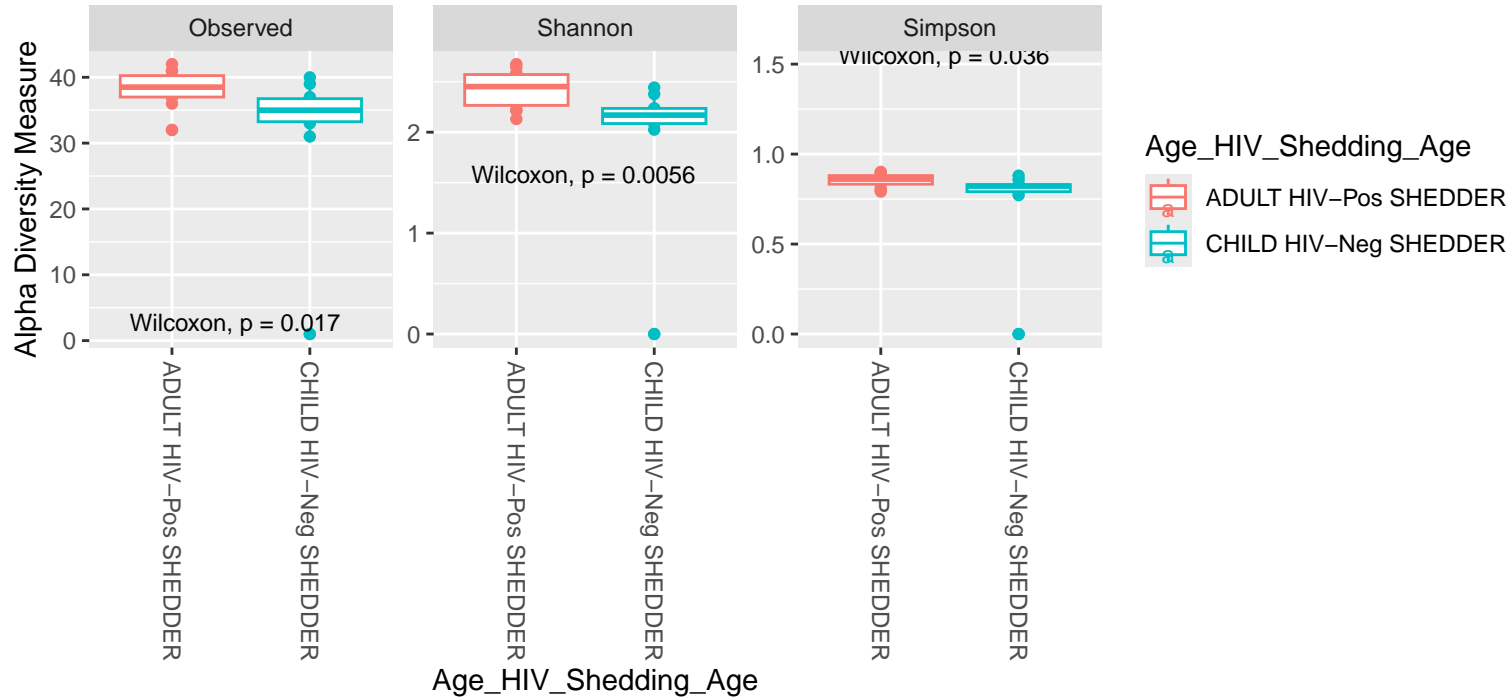 Observed
Shannon
Simpson
Alpha Diversity Measure
40
30
20
10
0
Wilcoxon, p = 0.017
2
1
0
Wilcoxon, p = 0.0056
1.5
1.0
0.5
0.0
Wilcoxon, p = 0.036
ADULT HIV−Pos SHEDDER
CHILD HIV−Neg SHEDDER
ADULT HIV−Pos SHEDDER
CHILD HIV−Neg SHEDDER
ADULT HIV−Pos SHEDDER
CHILD HIV−Neg SHEDDER
Age_HIV_Shedding_Age
Age_HIV_Shedding_Age
a ADULT HIV−Pos SHEDDER
a CHILD HIV−Neg SHEDDER